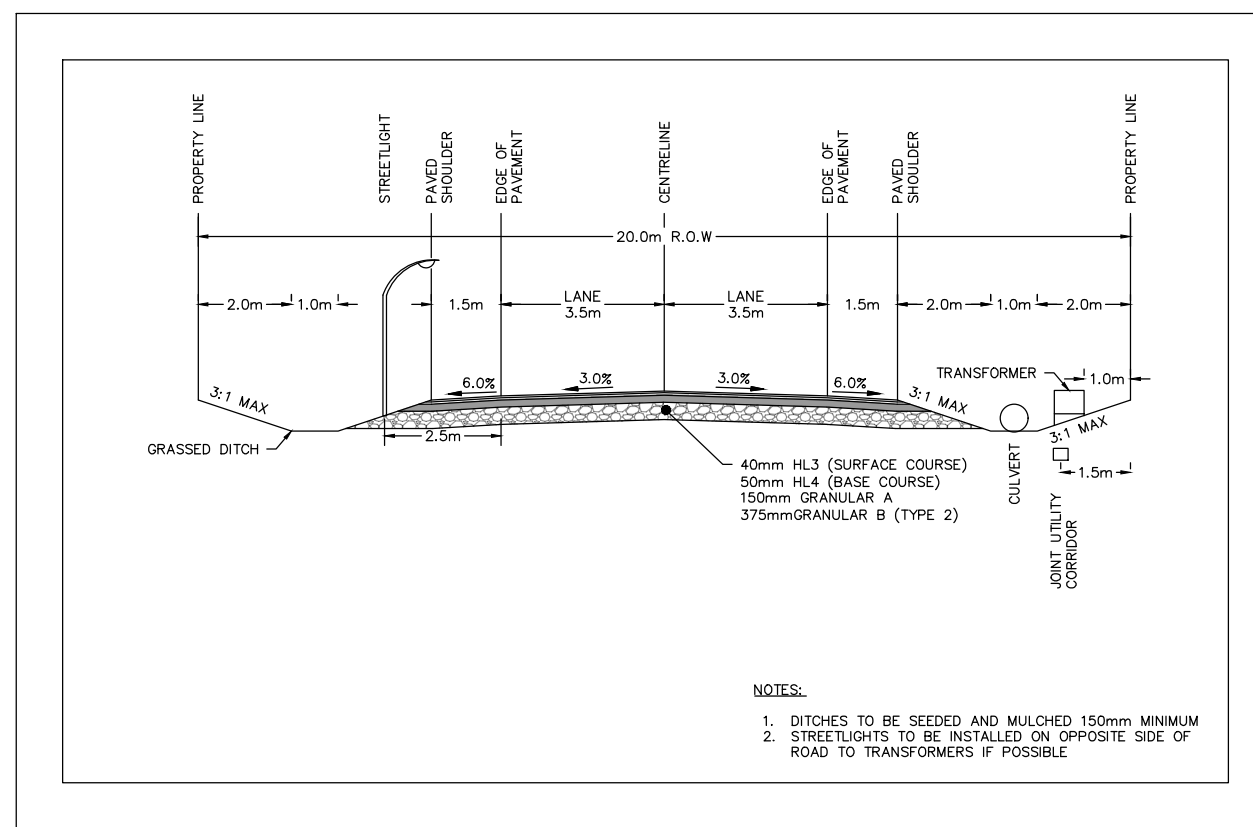 PROPERTY LINE
STREETLIGHT
PAVED
SHOULDER
EDGE OF
PAVEMENT
CENTRELINE
EDGE OF
PAVEMENT
PAVED
SHOULDER
PROPERTY LINE
20.0m R.O.W
2.0m
1.0m
1.5m
LANE
3.5m
LANE
3.5m
1.5m
2.0m
1.0m
2.0m
3:1 MAX
6.0%
3.0%
3.0%
6.0%
3:1 MAX
TRANSFORMER
1.0m
GRASSED DITCH
2.5m
3:1 MAX
1.5m
CULVERT
JOINT UTILITY
CORRIDOR
40mm HL3 (SURFACE COURSE)
50mm HL4 (BASE COURSE)
150mm GRANULAR A
375mmGRANULAR B (TYPE 2)
NOTES:
1. DITCHES TO BE SEEDED AND MULCHED 150mm MINIMUM
2. STREETLIGHTS TO BE INSTALLED ON OPPOSITE SIDE OF
ROAD TO TRANSFORMERS IF POSSIBLE